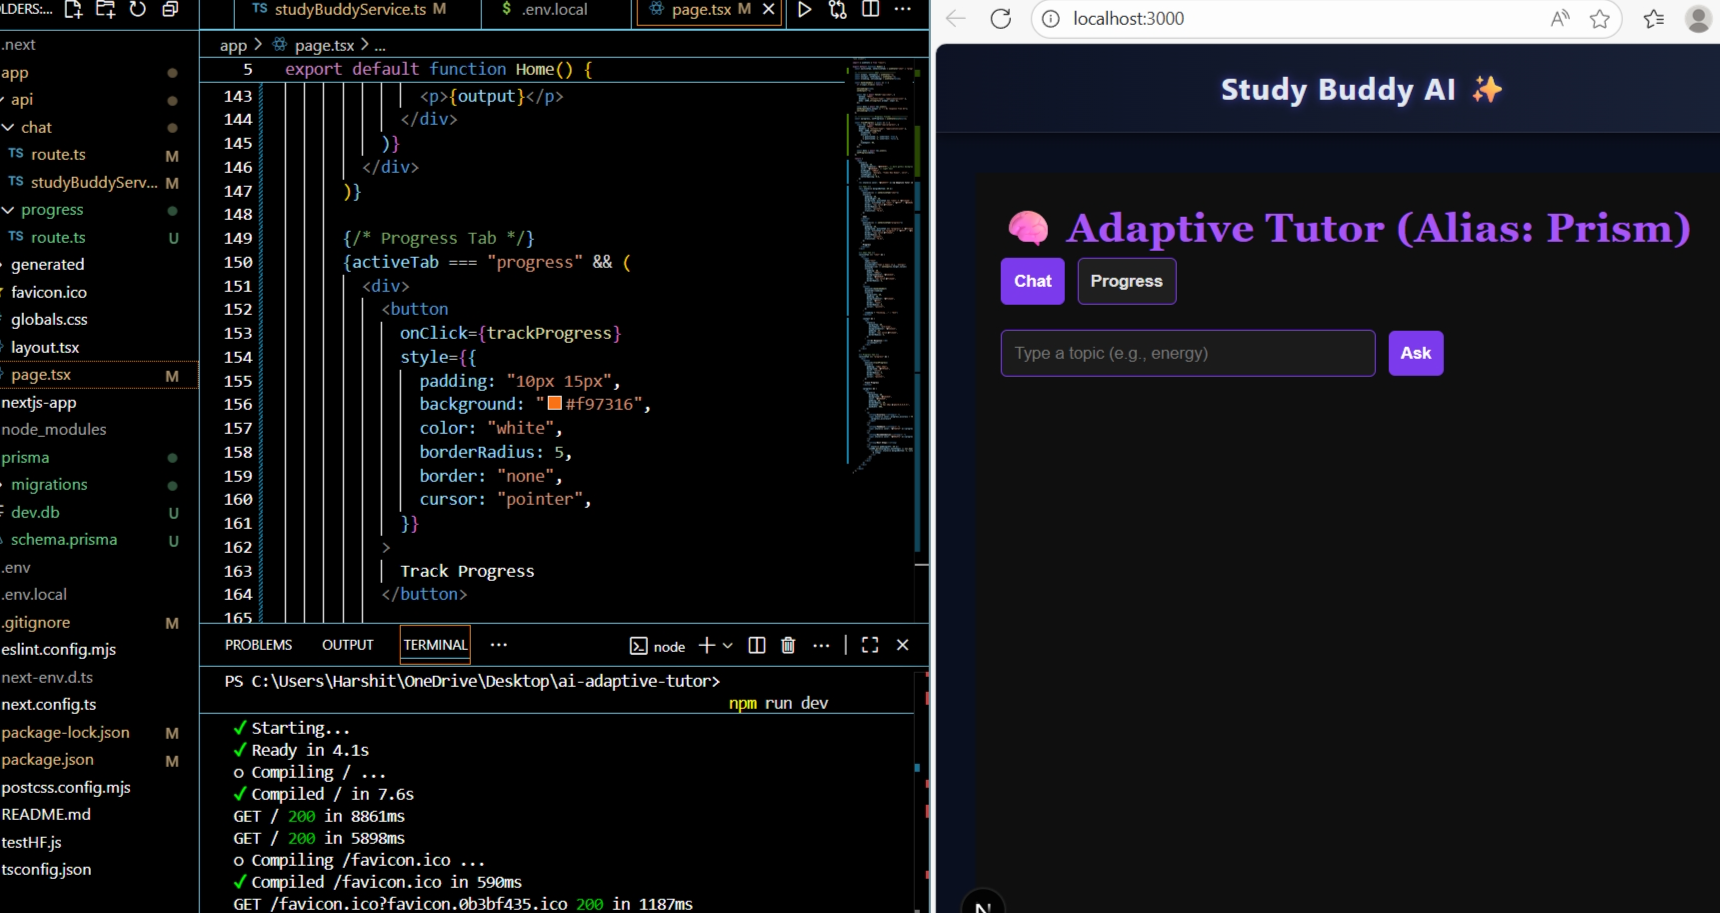 OLDERS:...
.next
app
api
chat
TS route.ts M
TS studyBuddyServ... M
progress
TS route.ts U
generated
favicon.ico
globals.css
layout.tsx
page.tsx M
nextjs-app
node_modules
prisma
migrations
dev.db U
schema.prisma U
.env
.env.local
.gitignore M
eslint.config.mjs
next-env.d.ts
next.config.ts
package-lock.json M
package.json M
postcss.config.mjs
README.md
testHF.js
tsconfig.json
TS studyBuddyService.ts M
$ .env.local
page.tsx M
app > page.tsx > ...
5 export default function Home() {
143 <p>{output}</p>
144 </div>
145 )}
146 </div>
147 )}
148
149 {/* Progress Tab */}
150 {activeTab === "progress" && (
151 <div>
152 <button
153 onClick={trackProgress}
154 style={{
155 padding: "10px 15px",
156 background: "#f97316",
157 color: "white",
158 borderRadius: 5,
159 border: "none",
160 cursor: "pointer",
161 }}
162 >
163 Track Progress
164 </button>
165
PROBLEMS OUTPUT TERMINAL ... node
PS C:\Users\Harshit\OneDrive\Desktop\ai-adaptive-tutor>
npm run dev
✓ Starting...
✓ Ready in 4.1s
○ Compiling / ...
✓ Compiled / in 7.6s
GET / 200 in 8861ms
GET / 200 in 5898ms
○ Compiling /favicon.ico ...
✓ Compiled /favicon.ico in 590ms
GET /favicon.ico?favicon.0b3bf435.ico 200 in 1187ms
localhost:3000
Study Buddy AI ✨
🧠 Adaptive Tutor (Alias: Prism)
Chat Progress
Type a topic (e.g., energy) Ask
N